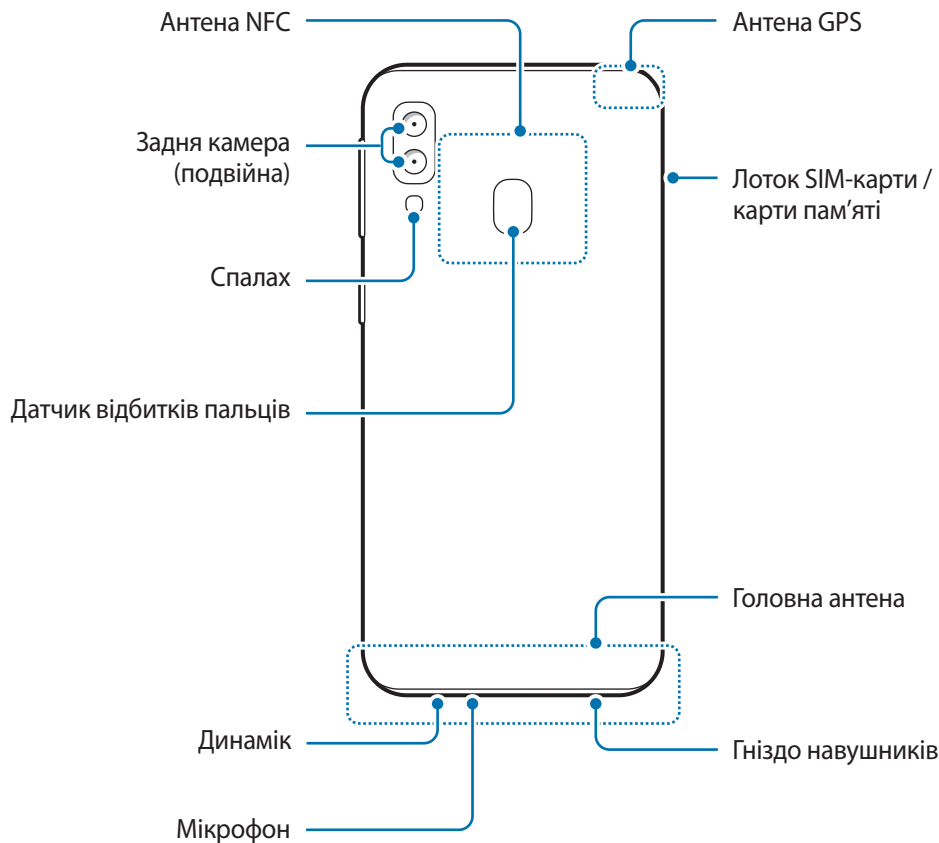 Антена NFC
Антена GPS
Задня камера
(подвійна)
Лоток SIM-карти /
карти пам’яті
Спалах
Датчик відбитків пальців
Головна антена
Динамік
Гніздо навушників
Мікрофон